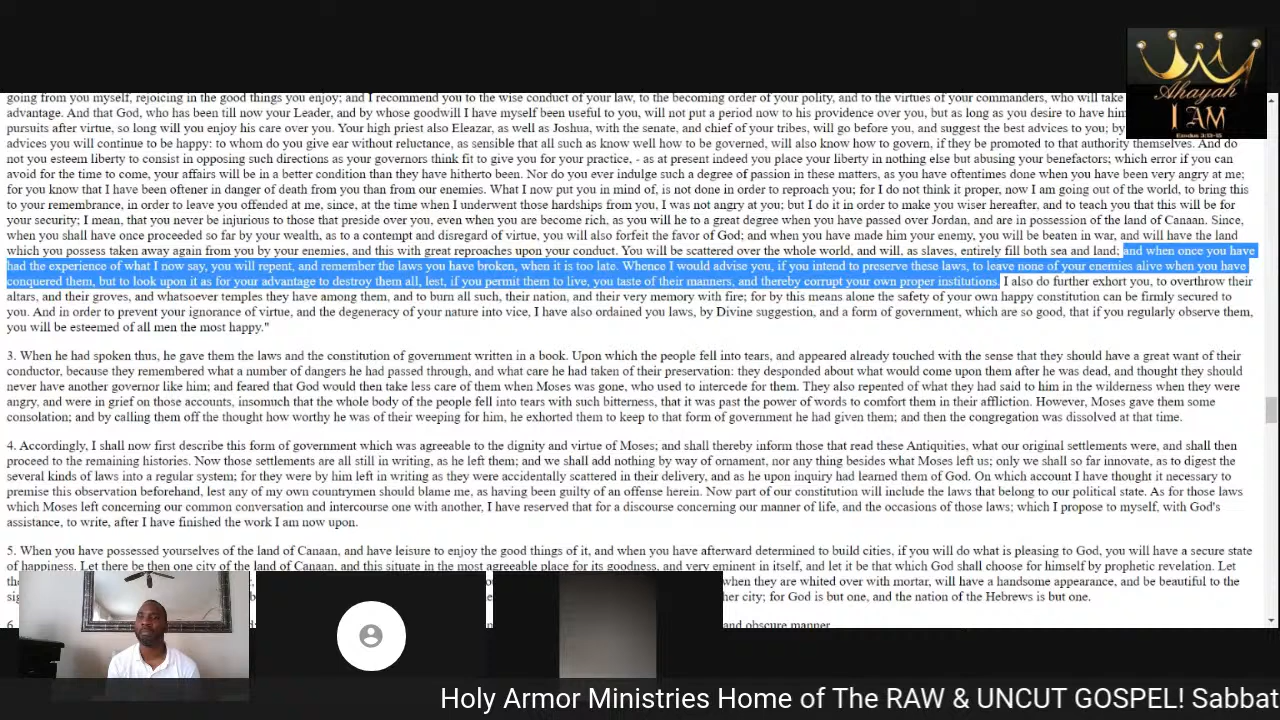 Ahayah
I AM
Exodus 3:13-15
going from you myself, rejoicing in the good things you enjoy; and I recommend you to the wise conduct of your law, to the becoming order of your polity, and to the virtues of your commanders, who will take
advantage. And that God, who has been till now your Leader, and by whose goodwill I have myself been useful to you, will not put a period now to his providence over you, but as long as you desire to have him
pursuits after virtue, so long will you enjoy his care over you. Your high priest also Eleazar, as well as Joshua, with the senate, and chief of your tribes, will go before you, and suggest the best advices to you; by
advices you will continue to be happy: to whom do you give ear without reluctance, as sensible that all such as know well how to be governed, will also know how to govern, if they be promoted to that authority themselves. And do
not you esteem liberty to consist in opposing such directions as your governors think fit to give you for your practice, - as at present indeed you place your liberty in nothing else but abusing your benefactors; which error if you can
avoid for the time to come, your affairs will be in a better condition than they have hitherto been. Nor do you ever indulge such a degree of passion in these matters, as you have oftentimes done when you have been very angry at me;
for you know that I have been oftener in danger of death from you than from our enemies. What I now put you in mind of, is not done in order to reproach you; for I do not think it proper, now I am going out of the world, to bring this
to your remembrance, in order to leave you offended at me, since, at the time when I underwent those hardships from you, I was not angry at you; but I do it in order to make you wiser hereafter, and to teach you that this will be for
your security; I mean, that you never be injurious to those that preside over you, even when you are become rich, as you will he to a great degree when you have passed over Jordan, and are in possession of the land of Canaan. Since,
when you shall have once proceeded so far by your wealth, as to a contempt and disregard of virtue, you will also forfeit the favor of God; and when you have made him your enemy, you will be beaten in war, and will have the land
which you possess taken away again from you by your enemies, and this with great reproaches upon your conduct. You will be scattered over the whole world, and will, as slaves, entirely fill both sea and land; and when once you have
had the experience of what I now say, you will repent, and remember the laws you have broken, when it is too late. Whence I would advise you, if you intend to preserve these laws, to leave none of your enemies alive when you have
conquered them, but to look upon it as for your advantage to destroy them all, lest, if you permit them to live, you taste of their manners, and thereby corrupt your own proper institutions. I also do further exhort you, to overthrow their
altars, and their groves, and whatsoever temples they have among them, and to burn all such, their nation, and their very memory with fire; for by this means alone the safety of your own happy constitution can be firmly secured to
you. And in order to prevent your ignorance of virtue, and the degeneracy of your nature into vice, I have also ordained you laws, by Divine suggestion, and a form of government, which are so good, that if you regularly observe them,
you will be esteemed of all men the most happy."
3. When he had spoken thus, he gave them the laws and the constitution of government written in a book. Upon which the people fell into tears, and appeared already touched with the sense that they should have a great want of their
conductor, because they remembered what a number of dangers he had passed through, and what care he had taken of their preservation: they desponded about what would come upon them after he was dead, and thought they should
never have another governor like him; and feared that God would then take less care of them when Moses was gone, who used to intercede for them. They also repented of what they had said to him in the wilderness when they were
angry, and were in grief on those accounts, insomuch that the whole body of the people fell into tears with such bitterness, that it was past the power of words to comfort them in their affliction. However, Moses gave them some
consolation; and by calling them off the thought how worthy he was of their weeping for him, he exhorted them to keep to that form of government he had given them; and then the congregation was dissolved at that time.
4. Accordingly, I shall now first describe this form of government which was agreeable to the dignity and virtue of Moses; and shall thereby inform those that read these Antiquities, what our original settlements were, and shall then
proceed to the remaining histories. Now those settlements are all still in writing, as he left them; and we shall add nothing by way of ornament, nor any thing besides what Moses left us; only we shall so far innovate, as to digest the
several kinds of laws into a regular system; for they were by him left in writing as they were accidentally scattered in their delivery, and as he upon inquiry had learned them of God. On which account I have thought it necessary to
premise this observation beforehand, lest any of my own countrymen should blame me, as having been guilty of an offense herein. Now part of our constitution will include the laws that belong to our political state. As for those laws
which Moses left concerning our common conversation and intercourse one with another, I have reserved that for a discourse concerning our manner of life, and the occasions of those laws; which I propose to myself, with God's
assistance, to write, after I have finished the work I am now upon.
5. When you have possessed yourselves of the land of Canaan, and have leisure to enjoy the good things of it, and when you have afterward determined to build cities, if you will do what is pleasing to God, you will have a secure state
of happiness. Let there be then one city of the land of Canaan, and this situate in the most agreeable place for its goodness, and very eminent in itself, and let it be that which God shall choose for himself by prophetic revelation. Let
when they are whited over with mortar, will have a handsome appearance, and be beautiful to the
her city; for God is but one, and the nation of the Hebrews is but one.
and obscure manner
Holy Armor Ministries Home of The RAW & UNCUT GOSPEL! Sabbat